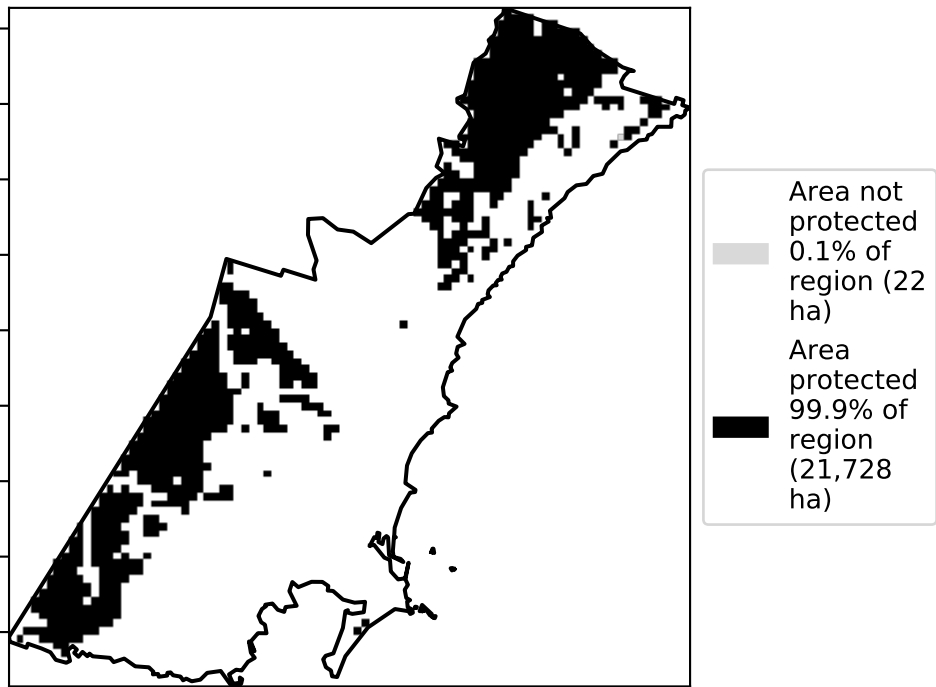 Area not
protected
0.1% of
region (22
ha)
Area
protected
99.9% of
region
(21,728
ha)